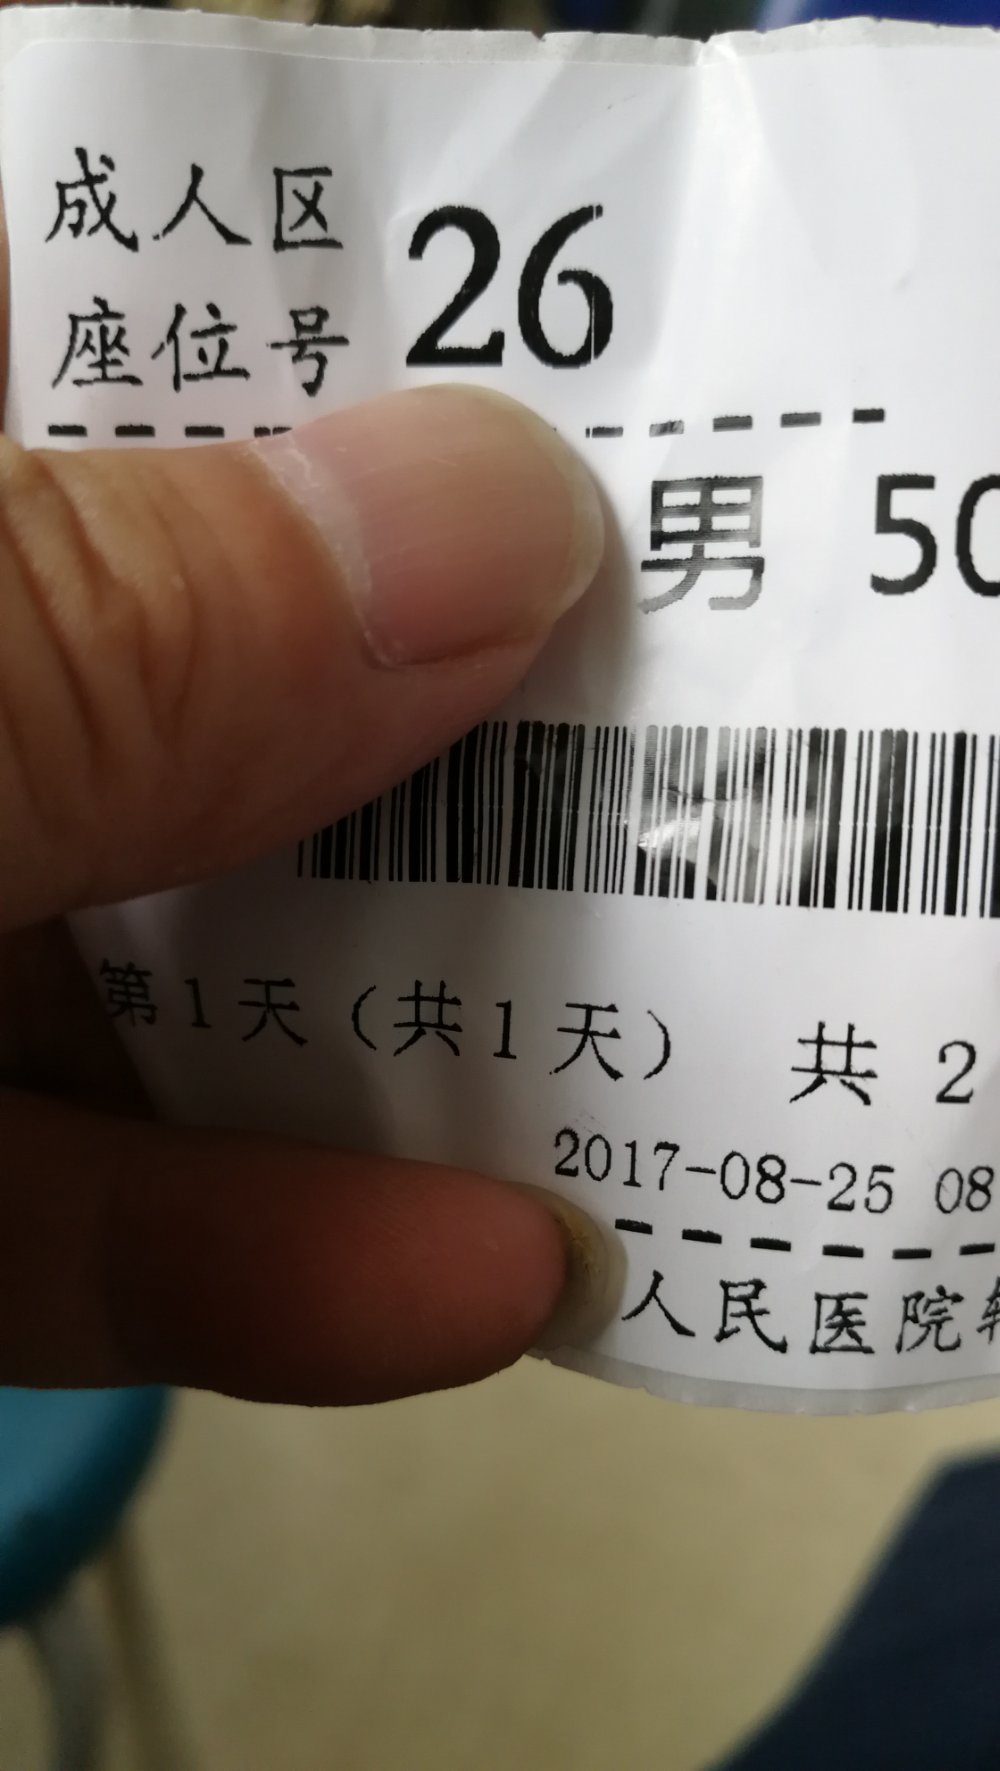 成人区
座位号 26
男 50
第1天（共1天） 共 2
2017-08-25 08
人民医院